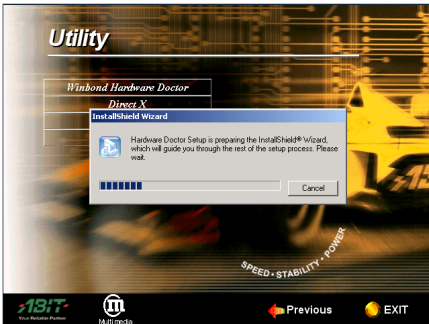 Utility
Winbond Hardware Doctor
Direct X
InstallShield Wizard
Hardware Doctor Setup is preparing the InstallShield® Wizard,
which will guide you through the rest of the setup process. Please
wait.
Cancel
SPEED • STABILITY • POWER
ABIT
Your Reliable Partner
Multimedia
Previous
EXIT